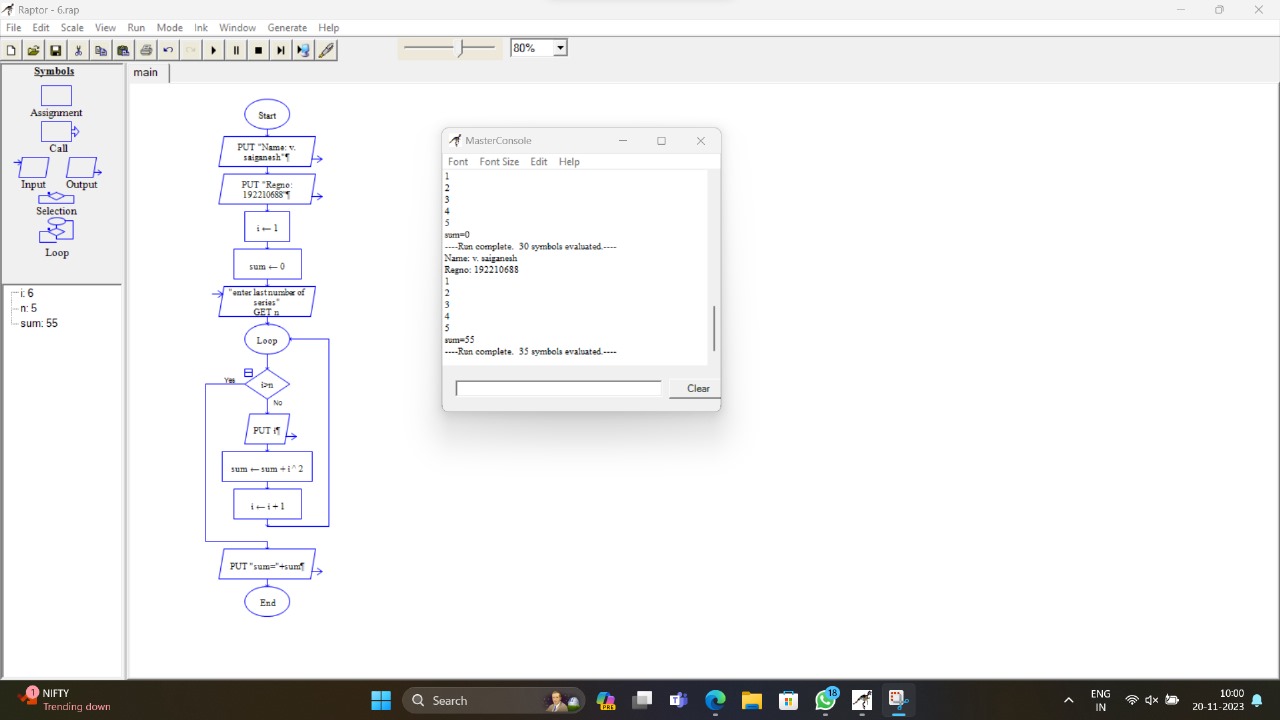 Raptor - 6.rap
File Edit Scale View Run Mode Ink Window Generate Help
80%
Symbols
Assignment
Call
Input Output
Selection
Loop
i: 6
n: 5
sum: 55
main
Start
PUT "Name: v.
saiganesh"¶
PUT "Regno:
192210688"¶
i ← 1
sum ← 0
"enter last number of
series"
GET n
Loop
Yes
i>n
No
PUT i¶
sum ← sum + i ^ 2
i ← i + 1
PUT "sum="+sum¶
End
MasterConsole
Font Font Size Edit Help
1
2
3
4
5
sum=0
----Run complete. 30 symbols evaluated.----
Name: v. saiganesh
Regno: 192210688
1
2
3
4
5
sum=55
----Run complete. 35 symbols evaluated.----
Clear
1
NIFTY
Trending down
Search
PRE
18
ENG
IN
10:00
20-11-2023